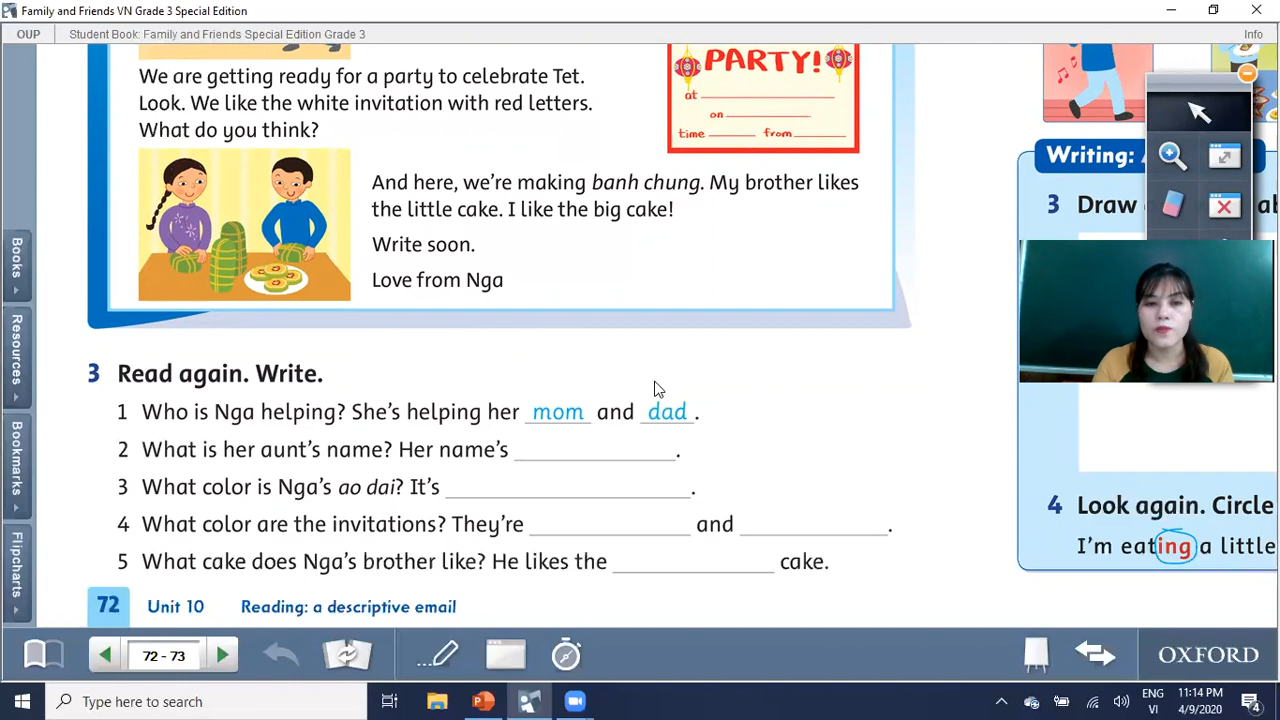 Family and Friends VN Grade 3 Special Edition
OUP Student Book: Family and Friends Special Edition Grade 3 Info
We are getting ready for a party to celebrate Tet.
Look. We like the white invitation with red letters.
What do you think?
PARTY!
at
on
time from
And here, we're making banh chung. My brother likes
the little cake. I like the big cake!
Write soon.
Love from Nga
Writing:
3 Draw
Books
Resources
Bookmarks
Flipcharts
3 Read again. Write.
1 Who is Nga helping? She's helping her mom and dad.
2 What is her aunt's name? Her name's ___.
3 What color is Nga's ao dai? It's ___.
4 What color are the invitations? They're ___ and ___.
5 What cake does Nga's brother like? He likes the ___ cake.
4 Look again. Circle
I'm eating a little
72 Unit 10 Reading: a descriptive email
72 - 73
OXFORD
Type here to search
ENG
VI
11:14 PM
4/9/2020
4